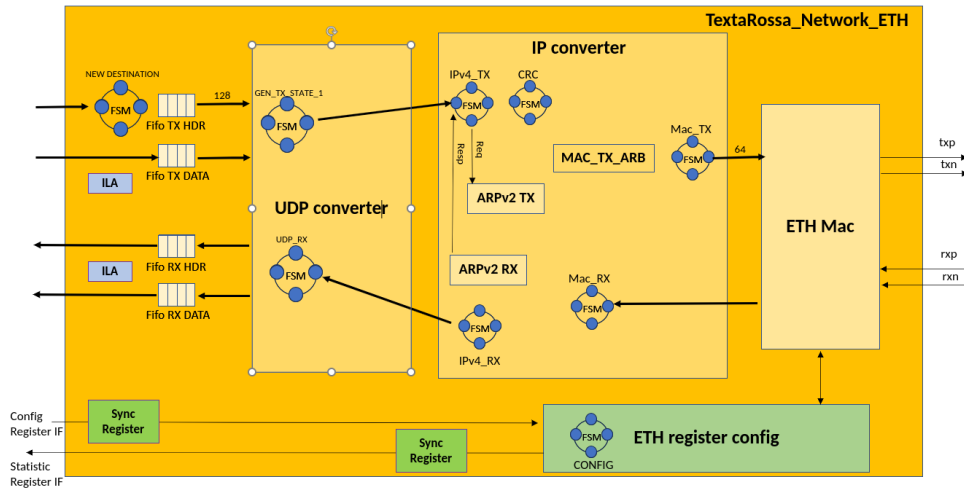 TextaRossa_Network_ETH
IP converter
NEW DESTINATION
FSM
128
Fifo TX HDR
GEN_TX_STATE_1
FSM
IPv4_TX
FSM
CRC
FSM
Resp
Req
Mac_TX
FSM
64
MAC_TX_ARB
txp
txn
Fifo TX DATA
ILA
ARPv2 TX
UDP converter
ETH Mac
UDP_RX
FSM
Fifo RX HDR
ILA
ARPv2 RX
rxp
rxn
Mac_RX
FSM
Fifo RX DATA
FSM
IPv4_RX
Sync
Register
Config
Register IF
FSM
CONFIG
ETH register config
Sync
Register
Statistic
Register IF